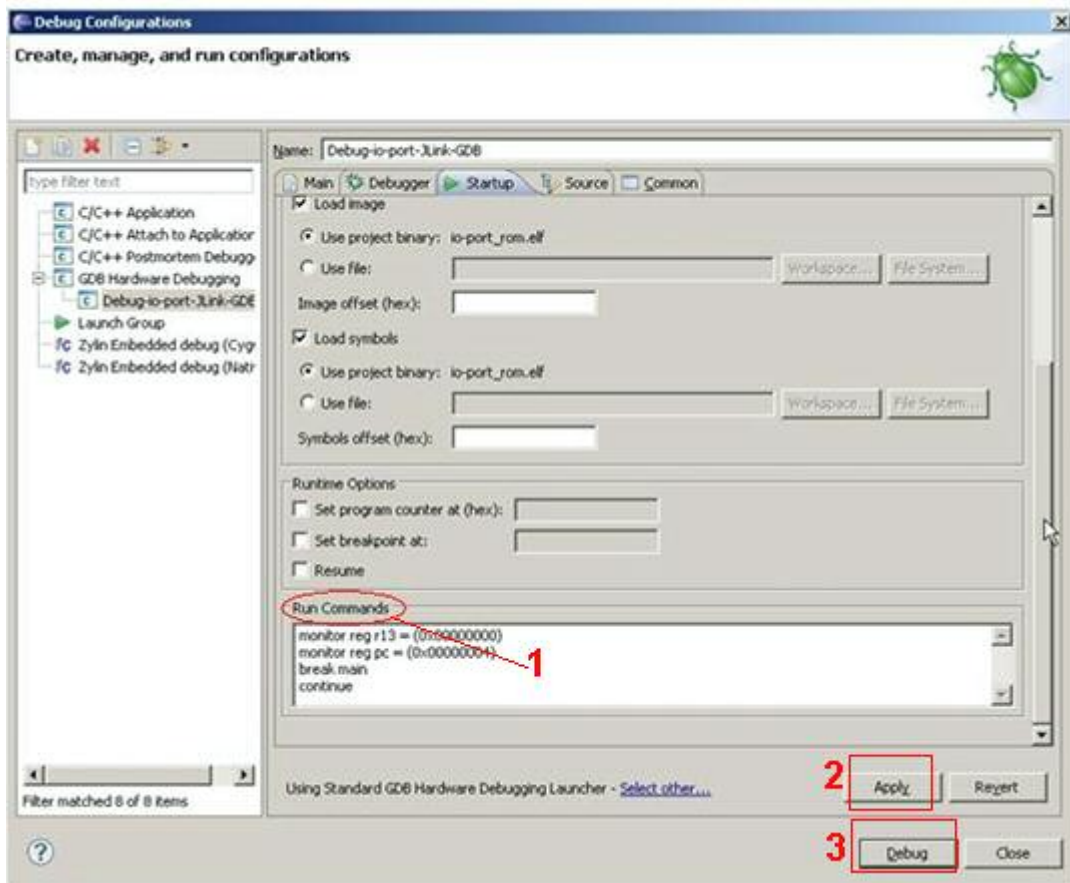 Debug Configurations
Create, manage, and run configurations
type filter text
C/C++ Application
C/C++ Attach to Application
C/C++ Postmortem Debugg
GDB Hardware Debugging
Debug-io-port-JLink-GDB
Launch Group
Zylin Embedded debug (Cyg
Zylin Embedded debug (Nati
Filter matched 8 of 8 items
Name: Debug-io-port-JLink-GDB
Main Debugger Startup Source Common
Load image
Use project binary: io-port_rom.elf
Use file: Workspace... File System...
Image offset (hex):
Load symbols
Use project binary: io-port_rom.elf
Use file: Workspace... File System...
Symbols offset (hex):
Runtime Options
Set program counter at (hex):
Set breakpoint at:
Resume
Run Commands
monitor reg r13 = (0x00000000)
monitor reg pc = (0x00000004)
break main
continue
1
Using Standard GDB Hardware Debugging Launcher - Select other...
2 Apply Revert
3 Debug Close